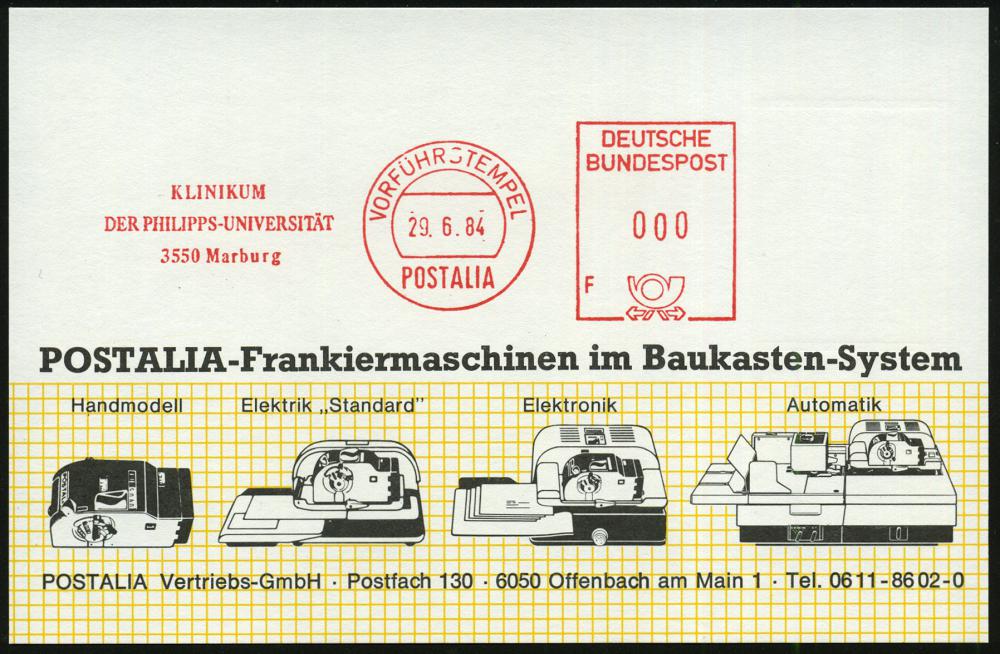 KLINIKUM
DER PHILIPPS-UNIVERSITÄT
3550 Marburg
VORFÜHRSTEMPEL
29. 6. 84
POSTALIA
DEUTSCHE
BUNDESPOST
000
F
POSTALIA-Frankiermaschinen im Baukasten-System
Handmodell Elektrik „Standard” Elektronik Automatik
POSTALIA Vertriebs-GmbH · Postfach 130 · 6050 Offenbach am Main 1 · Tel. 0611-8602-0